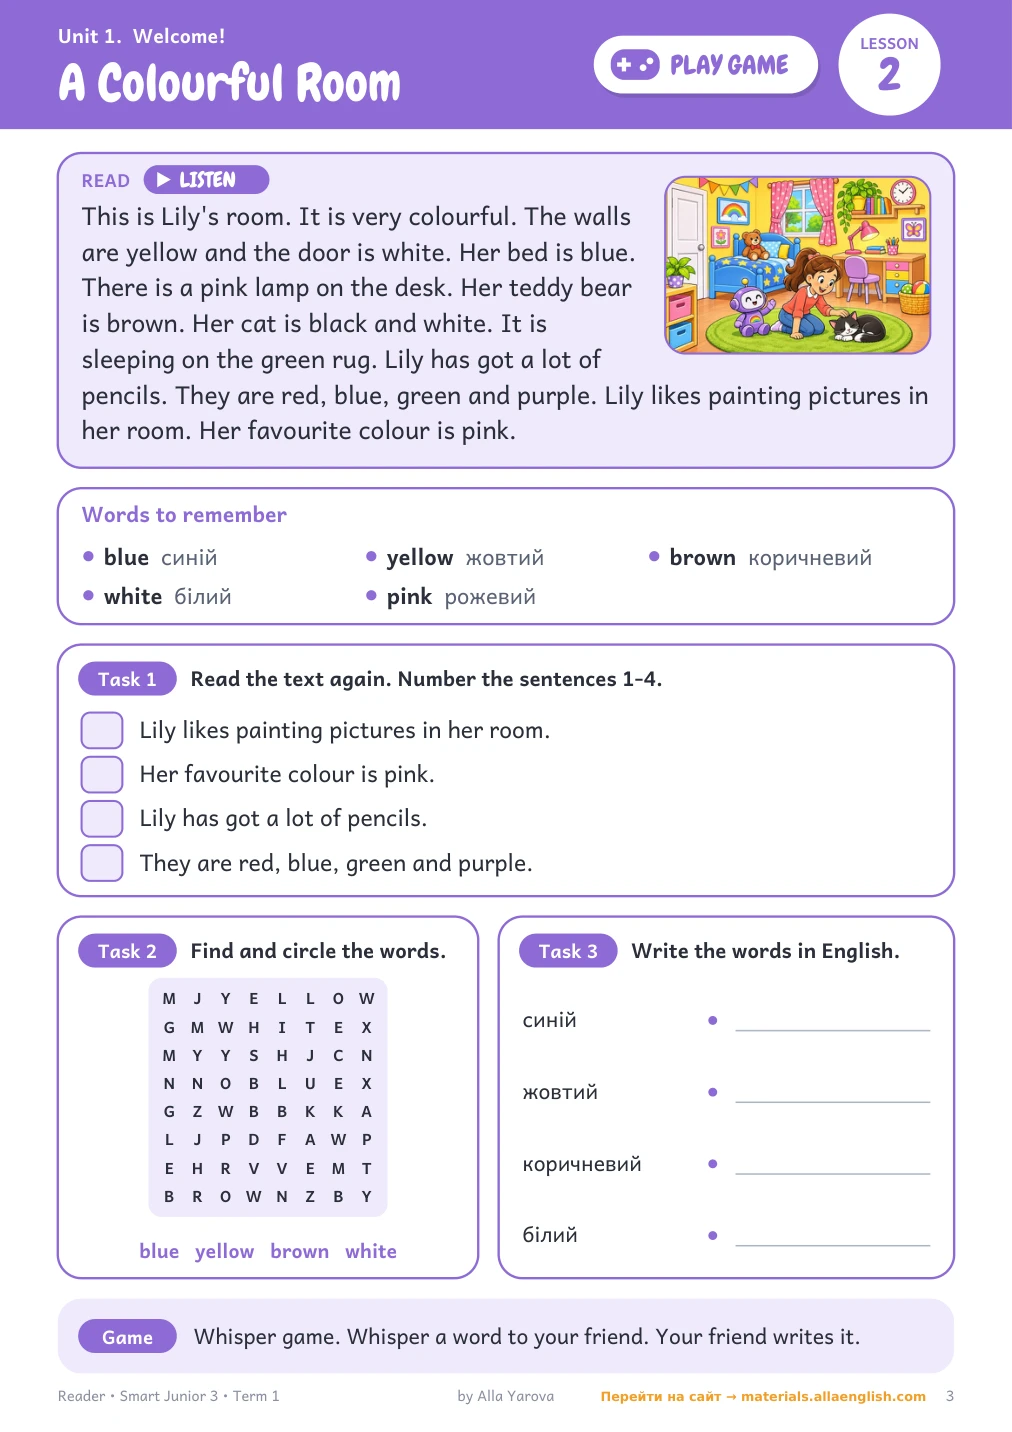 Unit 1. Welcome!
A Colourful Room
PLAY GAME
LESSON
2
READ
LISTEN
This is Lily's room. It is very colourful. The walls
are yellow and the door is white. Her bed is blue.
There is a pink lamp on the desk. Her teddy bear
is brown. Her cat is black and white. It is
sleeping on the green rug. Lily has got a lot of
pencils. They are red, blue, green and purple. Lily likes painting pictures in
her room. Her favourite colour is pink.
Words to remember
• blue синій
• yellow жовтий
• brown коричневий
• white білий
• pink рожевий
Task 1 Read the text again. Number the sentences 1-4.
Lily likes painting pictures in her room.
Her favourite colour is pink.
Lily has got a lot of pencils.
They are red, blue, green and purple.
Task 2 Find and circle the words.
M J Y E L L O W
G M W H I T E X
M Y Y S H J C N
N N O B L U E X
G Z W B B K K A
L J P D F A W P
E H R V V E M T
B R O W N Z B Y
blue yellow brown white
Task 3 Write the words in English.
синій •
жовтий •
коричневий •
білий •
Game Whisper game. Whisper a word to your friend. Your friend writes it.
Reader • Smart Junior 3 • Term 1
by Alla Yarova
Перейти на сайт → materials.allaenglish.com
3